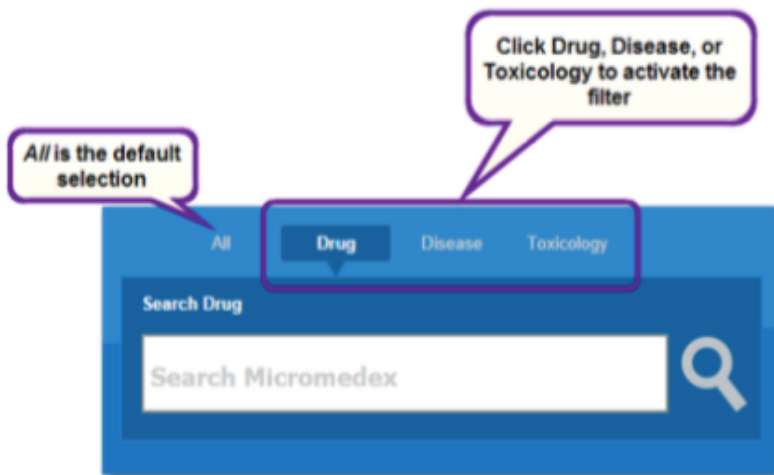 Click Drug, Disease, or
Toxicology to activate the
filter
All is the default
selection
All Drug Disease Toxicology
Search Drug
Search Micromedex